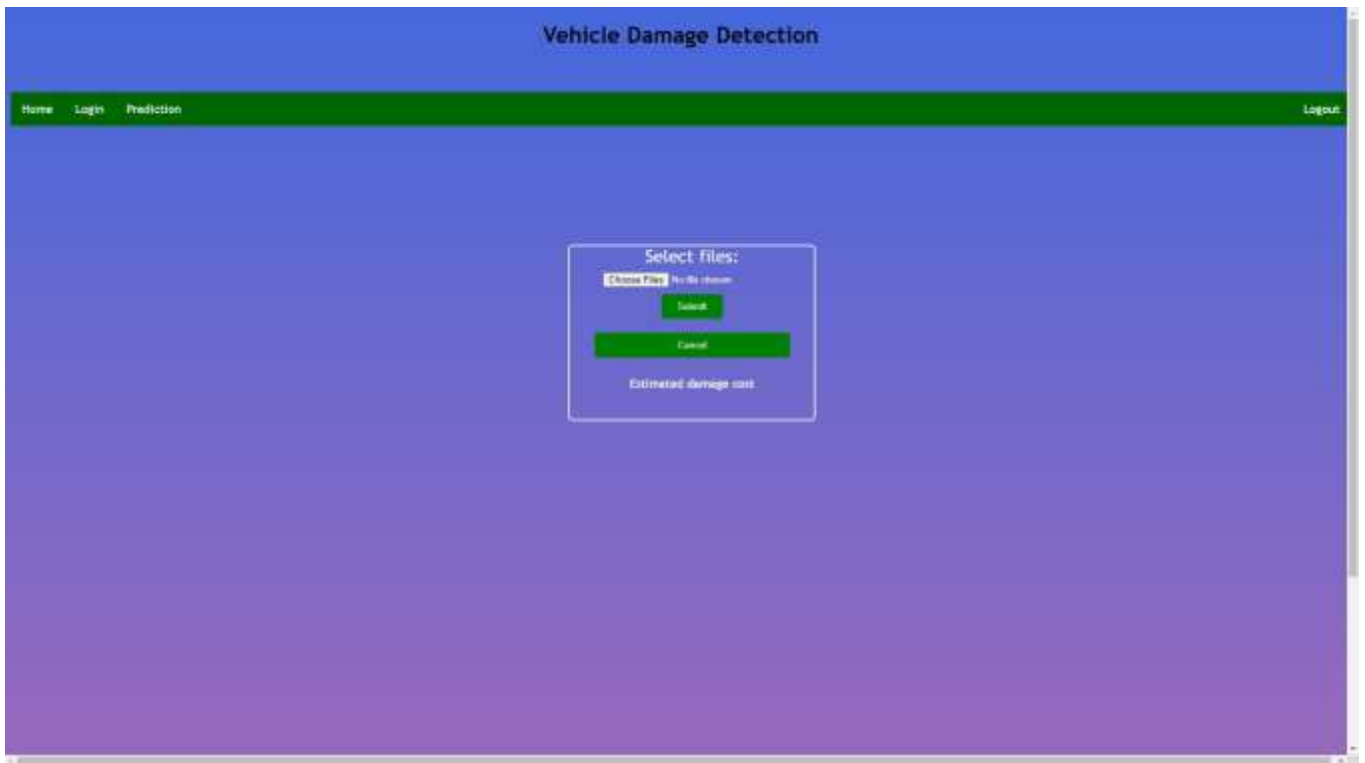 Vehicle Damage Detection
Home Login Prediction Logout
Select files:
Choose Files No file chosen
Submit
Cancel
Estimated damage cost